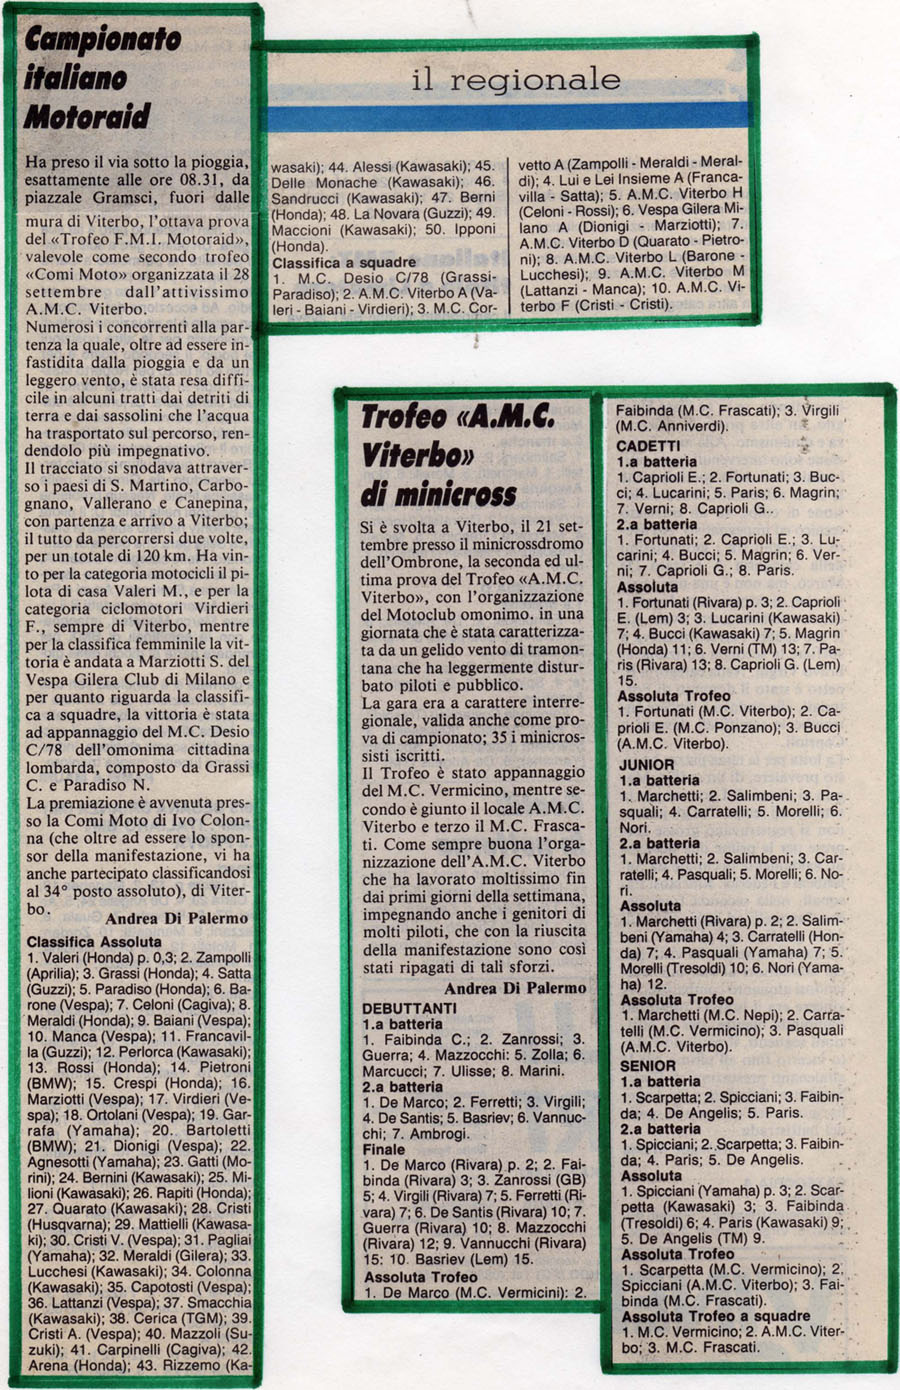 Campionato
italiano
Motoraid
Ha preso il via sotto la pioggia,
esattamente alle ore 08.31, da
piazzale Gramsci, fuori dalle
mura di Viterbo, l'ottava prova
del «Trofeo F.M.I. Motoraid»,
valevole come secondo trofeo
«Comi Moto» organizzata il 28
settembre dall'attivissimo
A.M.C. Viterbo.
Numerosi i concorrenti alla par-
tenza la quale, oltre ad essere in-
fastidita dalla pioggia e da un
leggero vento, è stata resa diffi-
cile in alcuni tratti dai detriti di
terra e dai sassolini che l'acqua
ha trasportato sul percorso, ren-
dendolo più impegnativo.
Il tracciato si snodava attraver-
so i paesi di S. Martino, Carbo-
gnano, Vallerano e Canepina,
con partenza e arrivo a Viterbo;
il tutto da percorrersi due volte,
per un totale di 120 km. Ha vin-
to per la categoria motocicli il pi-
lota di casa Valeri M., e per la
categoria ciclomotori Virdieri
F., sempre di Viterbo, mentre
per la classifica femminile la vit-
toria è andata a Marziotti S. del
Vespa Gilera Club di Milano e
per quanto riguarda la classifi-
ca a squadre, la vittoria è stata
ad appannaggio del M.C. Desio
C/78 dell'omonima cittadina
lombarda, composto da Grassi
C. e Paradiso N.
La premiazione è avvenuta pres-
so la Comi Moto di Ivo Colon-
na (che oltre ad essere lo spon-
sor della manifestazione, vi ha
anche partecipato classificandosi
al 34° posto assoluto), di Viter-
bo.
Andrea Di Palermo
Classifica Assoluta
1. Valeri (Honda) p. 0,3; 2. Zampolli
(Aprilia); 3. Grassi (Honda); 4. Satta
(Guzzi); 5. Paradiso (Honda); 6. Ba-
rone (Vespa); 7. Celoni (Cagiva); 8.
Meraldi (Honda); 9. Baiani (Vespa);
10. Manca (Vespa); 11. Francavil-
la (Guzzi); 12. Perlorca (Kawasaki);
13. Rossi (Honda); 14. Pietroni
(BMW); 15. Crespi (Honda); 16.
Marziotti (Vespa); 17. Virdieri (Ve-
spa); 18. Ortolani (Vespa); 19. Gar-
rafa (Yamaha); 20. Bartoletti
(BMW); 21. Dionigi (Vespa); 22.
Agnesotti (Yamaha); 23. Gatti (Mo-
rini); 24. Bernini (Kawasaki); 25. Mi-
lioni (Kawasaki); 26. Rapiti (Honda);
27. Quarato (Kawasaki); 28. Cristi
(Husqvarna); 29. Mattielli (Kawasa-
ki); 30. Cristi V. (Vespa); 31. Pagliai
(Yamaha); 32. Meraldi (Gilera); 33.
Lucchesi (Kawasaki); 34. Colonna
(Kawasaki); 35. Capotosti (Vespa);
36. Lattanzi (Vespa); 37. Smacchia
(Kawasaki); 38. Cerica (TGM); 39.
Cristi A. (Vespa); 40. Mazzoli (Su-
zuki); 41. Carpinelli (Cagiva); 42.
Arena (Honda); 43. Rizzemo (Ka-
il regionale
wasaki); 44. Alessi (Kawasaki); 45.
Delle Monache (Kawasaki); 46.
Sandrucci (Kawasaki); 47. Berni
(Honda); 48. La Novara (Guzzi); 49.
Maccioni (Kawasaki); 50. Ipponi
(Honda).
Classifica a squadre
1. M.C. Desio C/78 (Grassi-
Paradiso); 2. A.M.C. Viterbo A (Va-
leri - Baiani - Virdieri); 3. M.C. Cor-
vetto A (Zampolli - Meraldi - Meral-
di); 4. Lui e Lei Insieme A (Franca-
villa - Satta); 5. A.M.C. Viterbo H
(Celoni - Rossi); 6. Vespa Gilera Mi-
lano A (Dionigi - Marziotti); 7.
A.M.C. Viterbo D (Quarato - Pietro-
ni); 8. A.M.C. Viterbo L (Barone -
Lucchesi); 9. A.M.C. Viterbo M
(Lattanzi - Manca); 10. A.M.C. Vi-
terbo F (Cristi - Cristi).
Trofeo «A.M.C.
Viterbo»
di minicross
Si è svolta a Viterbo, il 21 set-
tembre presso il minicrossdromo
dell'Ombrone, la seconda ed ul-
tima prova del Trofeo «A.M.C.
Viterbo», con l'organizzazione
del Motoclub omonimo. in una
giornata che è stata caratterizza-
ta da un gelido vento di tramon-
tana che ha leggermente distur-
bato piloti e pubblico.
La gara era a carattere interre-
gionale, valida anche come pro-
va di campionato; 35 i minicros-
sisti iscritti.
Il Trofeo è stato appannaggio
del M.C. Vermicino, mentre se-
condo è giunto il locale A.M.C.
Viterbo e terzo il M.C. Frasca-
ti. Come sempre buona l'orga-
nizzazione dell'A.M.C. Viterbo
che ha lavorato moltissimo fin
dai primi giorni della settimana,
impegnando anche i genitori di
molti piloti, che con la riuscita
della manifestazione sono così
stati ripagati di tali sforzi.
Andrea Di Palermo
DEBUTTANTI
1.a batteria
1. Faibinda C.; 2. Zanrossi; 3.
Guerra; 4. Mazzocchi; 5. Zolla; 6.
Marcucci; 7. Ulisse; 8. Marini.
2.a batteria
1. De Marco; 2. Ferretti; 3. Virgili;
4. De Santis; 5. Basriev; 6. Vannuc-
chi; 7. Ambrogi.
Finale
1. De Marco (Rivara) p. 2; 2. Fai-
binda (Rivara) 3; 3. Zanrossi (GB)
5; 4. Virgili (Rivara) 7; 5. Ferretti (Ri-
vara) 7; 6. De Santis (Rivara) 10; 7.
Guerra (Rivara) 10; 8. Mazzocchi
(Rivara) 12; 9. Vannucchi (Rivara)
15: 10. Basriev (Lem) 15.
Assoluta Trofeo
1. De Marco (M.C. Vermicini): 2.
Faibinda (M.C. Frascati); 3. Virgili
(M.C. Anniverdi).
CADETTI
1.a batteria
1. Caprioli E.; 2. Fortunati; 3. Buc-
ci; 4. Lucarini; 5. Paris; 6. Magrin;
7. Verni; 8. Caprioli G..
2.a batteria
1. Fortunati; 2. Caprioli E.; 3. Lu-
carini; 4. Bucci; 5. Magrin; 6. Ver-
ni; 7. Caprioli G.; 8. Paris.
Assoluta
1. Fortunati (Rivara) p. 3; 2. Caprioli
E. (Lem) 3; 3. Lucarini (Kawasaki)
7; 4. Bucci (Kawasaki) 7; 5. Magrin
(Honda) 11; 6. Verni (TM) 13; 7. Pa-
ris (Rivara) 13; 8. Caprioli G. (Lem)
15.
Assoluta Trofeo
1. Fortunati (M.C. Viterbo); 2. Ca-
prioli E. (M.C. Ponzano); 3. Bucci
(A.M.C. Viterbo).
JUNIOR
1.a batteria
1. Marchetti; 2. Salimbeni; 3. Pa-
squali; 4. Carratelli; 5. Morelli; 6.
Nori.
2.a batteria
1. Marchetti; 2. Salimbeni; 3. Car-
ratelli; 4. Pasquali; 5. Morelli; 6. No-
ri.
Assoluta
1. Marchetti (Rivara) p. 2; 2. Salim-
beni (Yamaha) 4; 3. Carratelli (Hon-
da) 7; 4. Pasquali (Yamaha) 7; 5.
Morelli (Tresoldi) 10; 6. Nori (Yama-
ha) 12.
Assoluta Trofeo
1. Marchetti (M.C. Nepi); 2. Carra-
telli (M.C. Vermicino); 3. Pasquali
(A.M.C. Viterbo).
SENIOR
1.a batteria
1. Scarpetta; 2. Spicciani; 3. Faibin-
da; 4. De Angelis; 5. Paris.
2.a batteria
1. Spicciani; 2. Scarpetta; 3. Faibin-
da; 4. Paris; 5. De Angelis.
Assoluta
1. Spicciani (Yamaha) p. 3; 2. Scar-
petta (Kawasaki) 3; 3. Faibinda
(Tresoldi) 6; 4. Paris (Kawasaki) 9;
5. De Angelis (TM) 9.
Assoluta Trofeo
1. Scarpetta (M.C. Vermicino); 2.
Spicciani (A.M.C. Viterbo); 3. Fai-
binda (M.C. Frascati).
Assoluta Trofeo a squadre
1. M.C. Vermicino; 2. A.M.C. Viter-
bo; 3. M.C. Frascati.